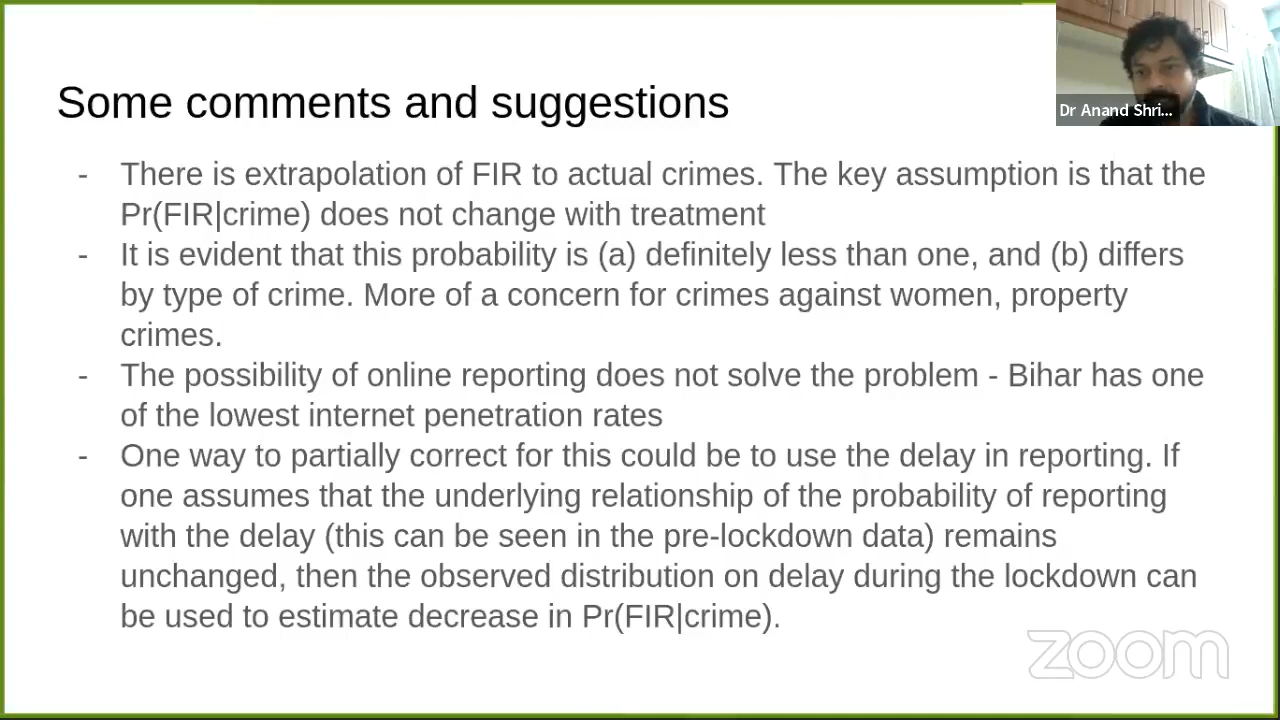 Some comments and suggestions
Dr Anand Shri...
- There is extrapolation of FIR to actual crimes. The key assumption is that the
Pr(FIR|crime) does not change with treatment
- It is evident that this probability is (a) definitely less than one, and (b) differs
by type of crime. More of a concern for crimes against women, property
crimes.
- The possibility of online reporting does not solve the problem - Bihar has one
of the lowest internet penetration rates
- One way to partially correct for this could be to use the delay in reporting. If
one assumes that the underlying relationship of the probability of reporting
with the delay (this can be seen in the pre-lockdown data) remains
unchanged, then the observed distribution on delay during the lockdown can
be used to estimate decrease in Pr(FIR|crime).
zoom